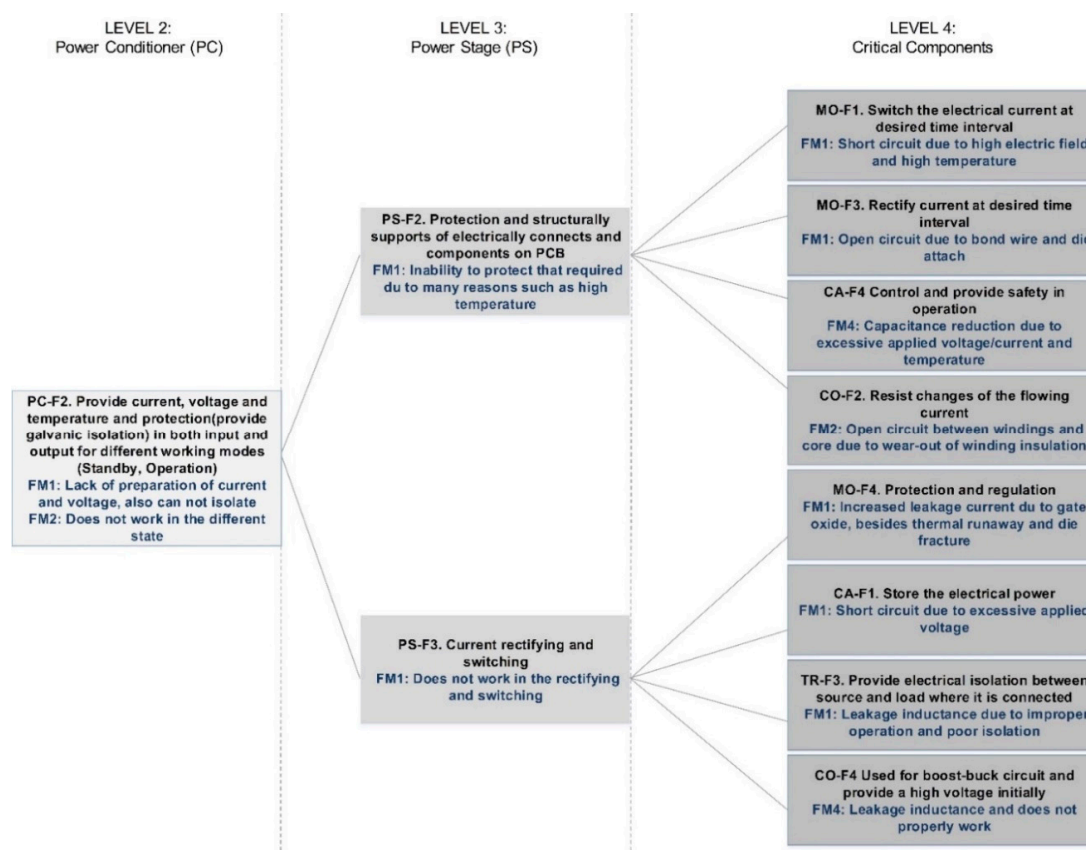 LEVEL 2:
Power Conditioner (PC)
LEVEL 3:
Power Stage (PS)
LEVEL 4:
Critical Components
PC-F2. Provide current, voltage and
temperature and protection(provide
galvanic isolation) in both input and
output for different working modes
(Standby, Operation)
FM1: Lack of preparation of current
and voltage, also can not isolate
FM2: Does not work in the different
state
PS-F2. Protection and structurally
supports of electrically connects and
components on PCB
FM1: Inability to protect that required
du to many reasons such as high
temperature
PS-F3. Current rectifying and
switching
FM1: Does not work in the rectifying
and switching
MO-F1. Switch the electrical current at
desired time interval
FM1: Short circuit due to high electric field
and high temperature
MO-F3. Rectify current at desired time
interval
FM1: Open circuit due to bond wire and die
attach
CA-F4 Control and provide safety in
operation
FM4: Capacitance reduction due to
excessive applied voltage/current and
temperature
CO-F2. Resist changes of the flowing
current
FM2: Open circuit between windings and
core due to wear-out of winding insulation
MO-F4. Protection and regulation
FM1: Increased leakage current du to gate
oxide, besides thermal runaway and die
fracture
CA-F1. Store the electrical power
FM1: Short circuit due to excessive applied
voltage
TR-F3. Provide electrical isolation between
source and load where it is connected
FM1: Leakage inductance due to improper
operation and poor isolation
CO-F4 Used for boost-buck circuit and
provide a high voltage initially
FM4: Leakage inductance and does not
properly work